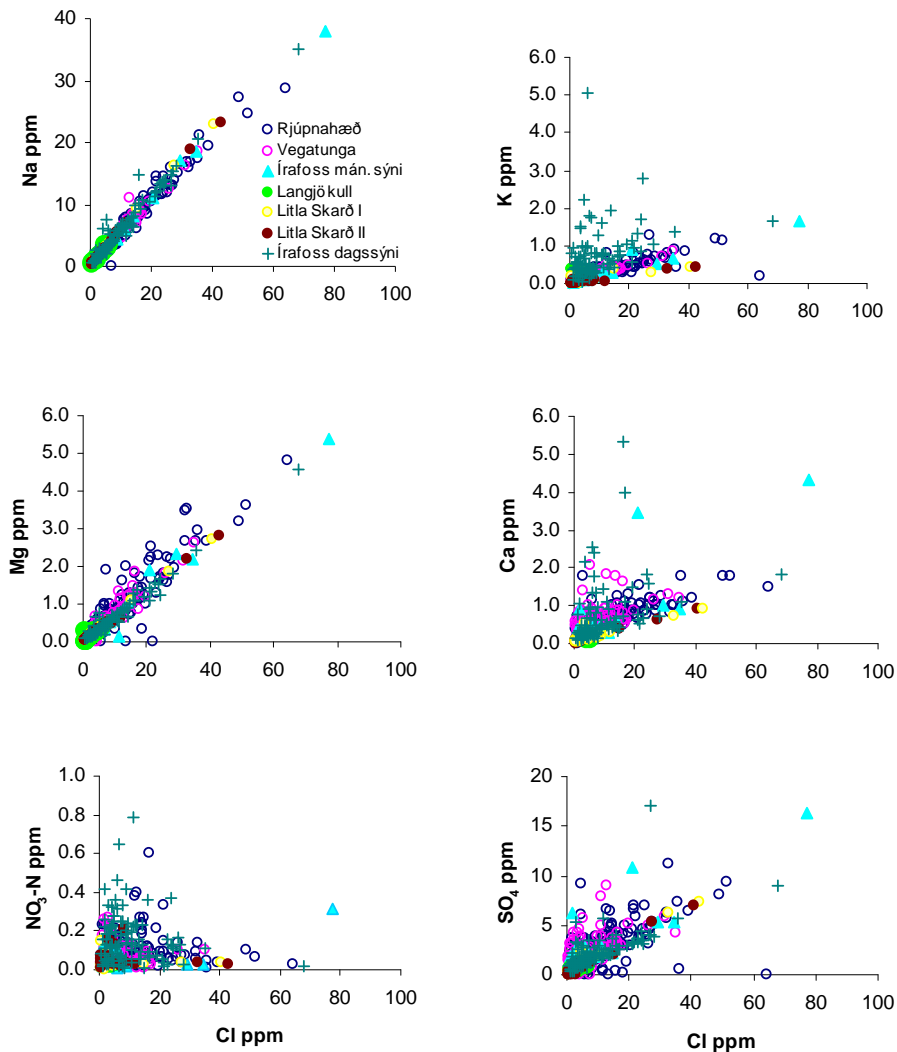 40
30
20
10
0
Na ppm
0 20 40 60 80 100
Rjúpnahæð
Vegatunga
Írafoss mán. sýni
Langjökull
Litla Skarð I
Litla Skarð II
Írafoss dagssýni
6.0
5.0
4.0
3.0
2.0
1.0
0.0
K ppm
0 20 40 60 80 100
6.0
5.0
4.0
3.0
2.0
1.0
0.0
Mg ppm
0 20 40 60 80 100
6.0
5.0
4.0
3.0
2.0
1.0
0.0
Ca ppm
0 20 40 60 80 100
1.0
0.8
0.6
0.4
0.2
0.0
NO3-N ppm
0 20 40 60 80 100
Cl ppm
20
15
10
5
0
SO4 ppm
0 20 40 60 80 100
Cl ppm